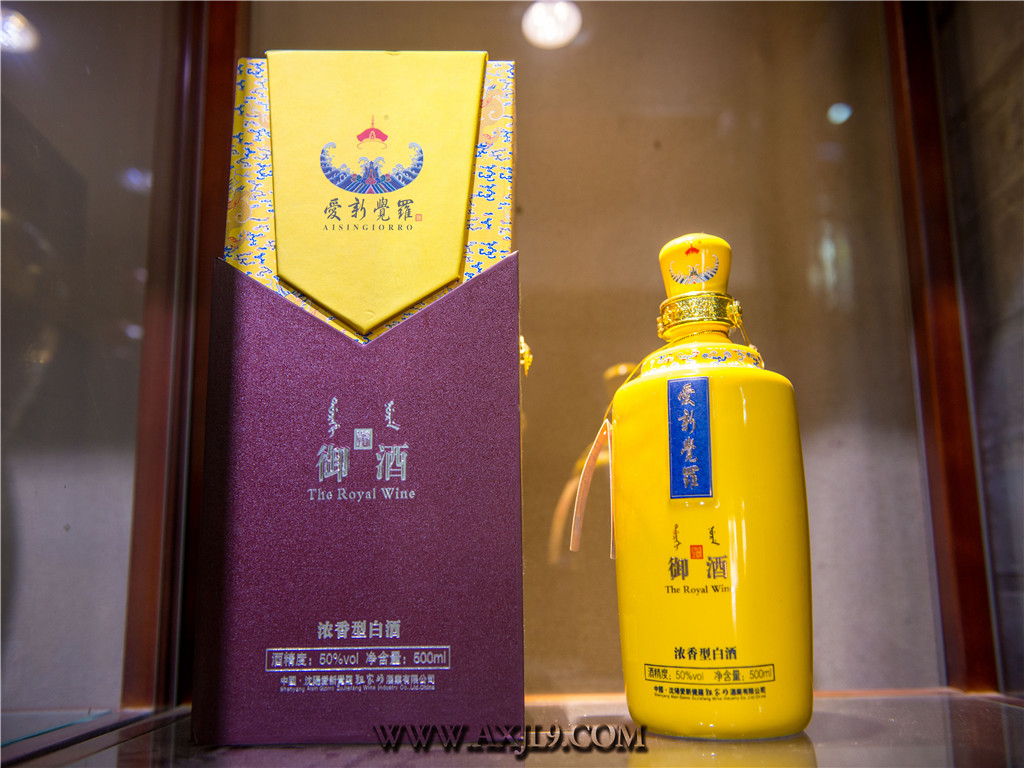 愛新覺羅
AISINGIORRO
御酒
The Royal Wine
浓香型白酒
酒精度：50%vol 净含量：500ml
愛新覺羅
御酒
The Royal Win
浓香型白酒
酒精度：50%vol 净含量：500ml
WWW.AXJL9.COM